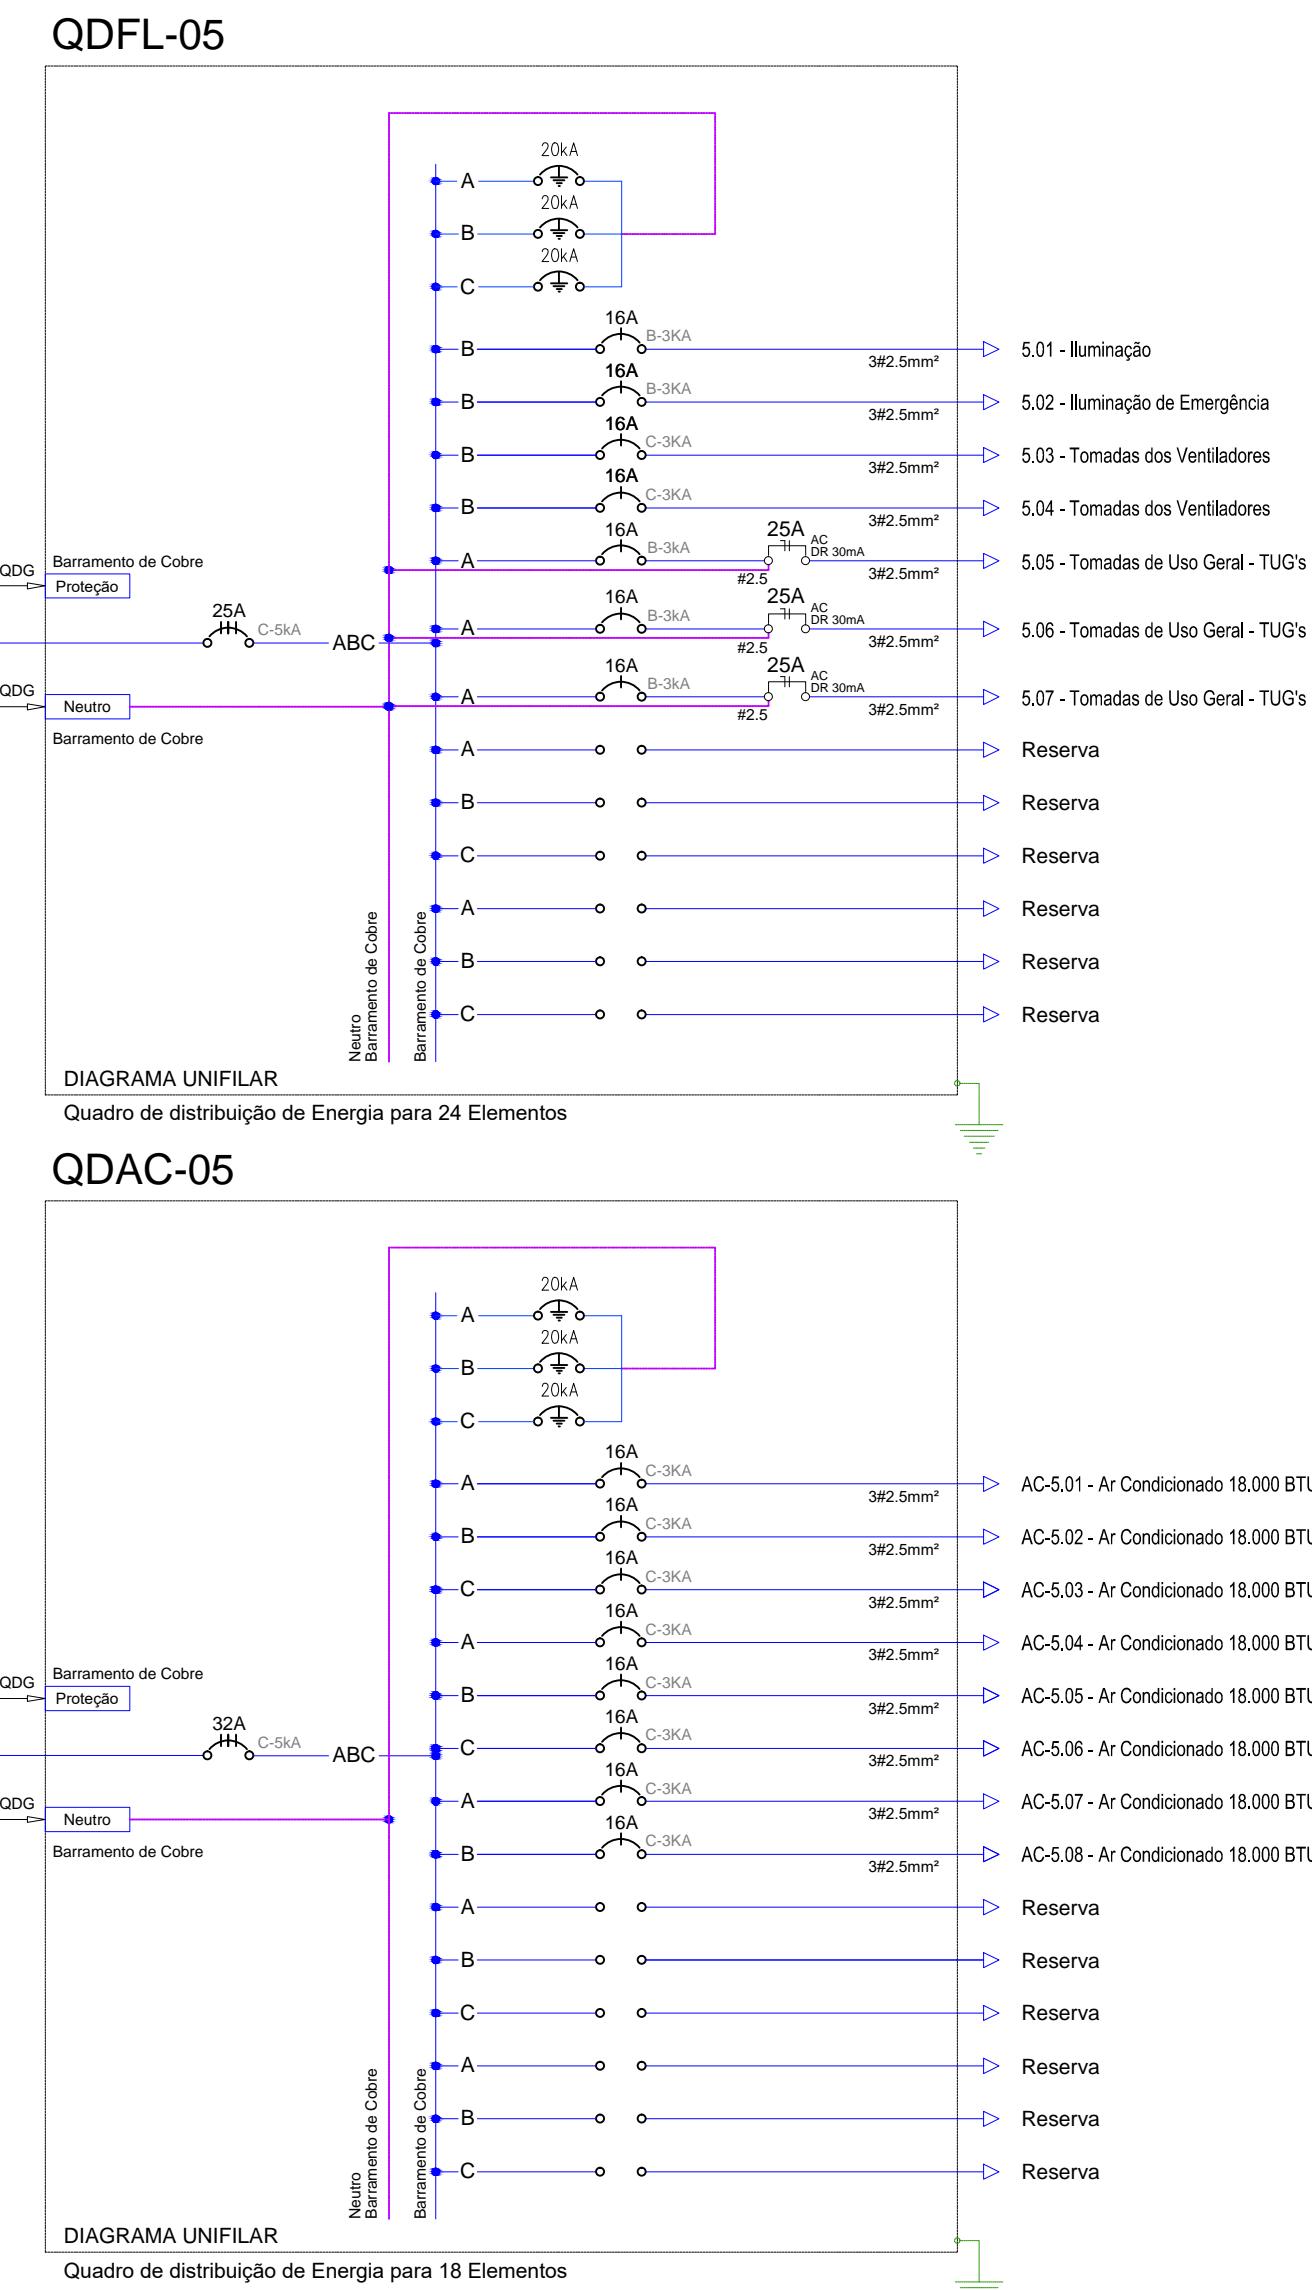 QDFL-05
20kA
A
20kA
B
20kA
C
16A
B B-3KA 3#2.5mm² 5.01 - Iluminação
16A
B B-3KA 3#2.5mm² 5.02 - Iluminação de Emergência
16A
B C-3KA 3#2.5mm² 5.03 - Tomadas dos Ventiladores
16A
B C-3KA 3#2.5mm² 5.04 - Tomadas dos Ventiladores
16A 25A AC
A B-3kA DR 30mA #2.5 3#2.5mm² 5.05 - Tomadas de Uso Geral - TUG's
QDG Barramento de Cobre
Proteção
16A 25A AC
A B-3kA DR 30mA #2.5 3#2.5mm² 5.06 - Tomadas de Uso Geral - TUG's
25A C-5kA ABC
16A 25A AC
A B-3kA DR 30mA #2.5 3#2.5mm² 5.07 - Tomadas de Uso Geral - TUG's
QDG Neutro
Barramento de Cobre
A Reserva
B Reserva
C Reserva
A Reserva
B Reserva
C Reserva
Neutro
Barramento de Cobre
Barramento de Cobre
DIAGRAMA UNIFILAR
Quadro de distribuição de Energia para 24 Elementos
QDAC-05
20kA
A
20kA
B
20kA
C
16A
A C-3KA 3#2.5mm² AC-5.01 - Ar Condicionado 18.000 BTU
16A
B C-3KA 3#2.5mm² AC-5.02 - Ar Condicionado 18.000 BTU
16A
C C-3KA 3#2.5mm² AC-5.03 - Ar Condicionado 18.000 BTU
16A
A C-3KA 3#2.5mm² AC-5.04 - Ar Condicionado 18.000 BTU
16A
B C-3KA 3#2.5mm² AC-5.05 - Ar Condicionado 18.000 BTU
QDG Barramento de Cobre
Proteção
16A
C C-3KA 3#2.5mm² AC-5.06 - Ar Condicionado 18.000 BTU
32A C-5kA ABC
16A
A C-3KA 3#2.5mm² AC-5.07 - Ar Condicionado 18.000 BTU
QDG Neutro
Barramento de Cobre
16A
B C-3KA 3#2.5mm² AC-5.08 - Ar Condicionado 18.000 BTU
A Reserva
B Reserva
C Reserva
A Reserva
B Reserva
C Reserva
Neutro
Barramento de Cobre
Barramento de Cobre
DIAGRAMA UNIFILAR
Quadro de distribuição de Energia para 18 Elementos